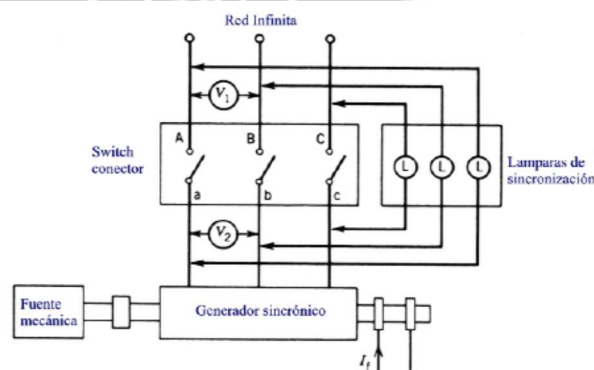 Red Infinita
V1
A
B
C
Switch
conector
L
L
L
Lamparas de
sincronización
a
b
c
V2
Fuente
mecánica
Generador sincrónico
If